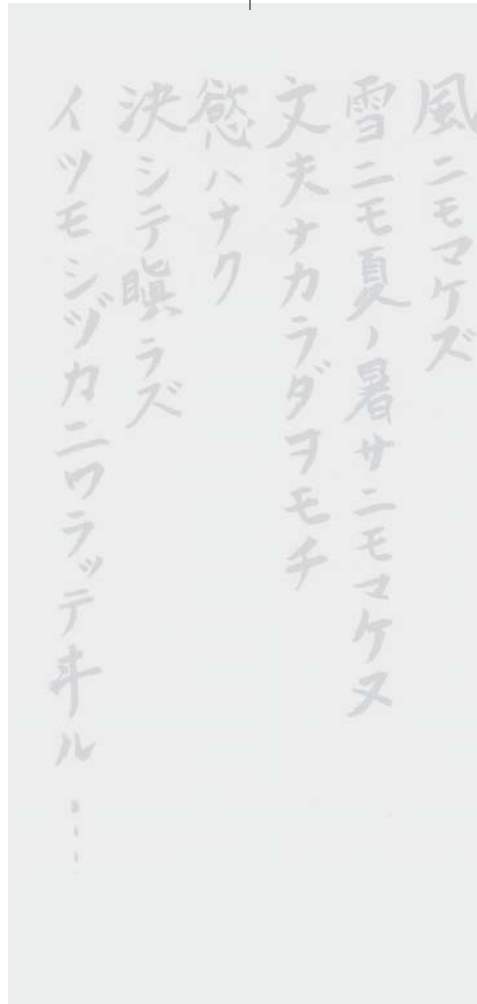 風ニモマケズ
雪ニモ夏ノ暑サニモマケヌ
丈夫ナカラダヲモチ
慾ハナク
決シテ瞋ラズ
イツモシヅカニワラッテヰル…